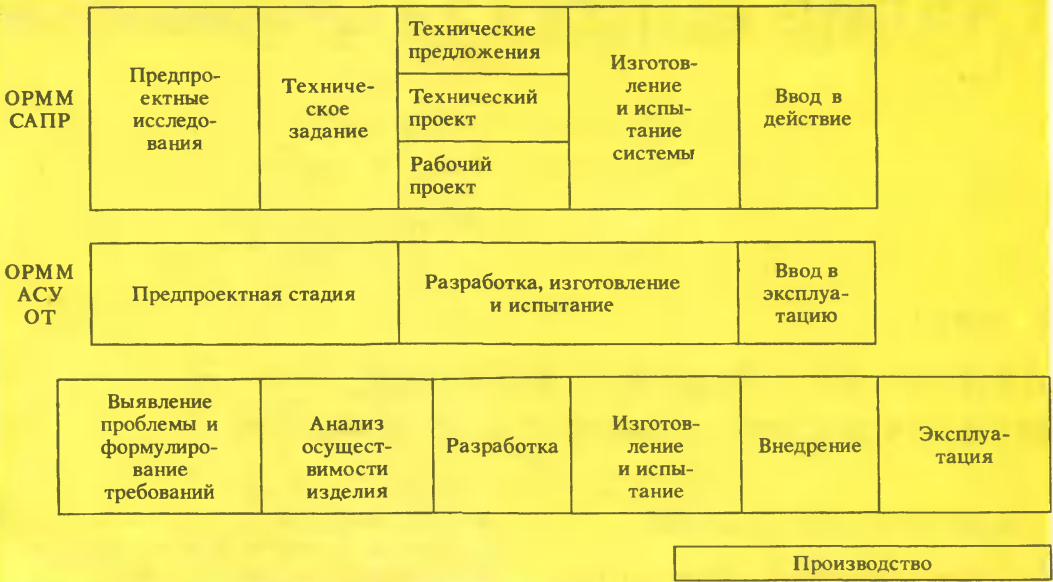 ОРММ
САПР
Предпро-
ектные
исследо-
вания
Техниче-
ское
задание
Технические
предложения
Технический
проект
Рабочий
проект
Изготов-
ление
и испы-
тание
системы
Ввод в
действие
ОРММ
АСУ
ОТ
Предпроектная стадия
Разработка, изготовление
и испытание
Ввод в
эксплуа-
тацию
Выявление
проблемы и
формулиро-
вание
требований
Анализ
осущест-
вимости
изделия
Разработка
Изготов-
ление
и испы-
тание
Внедрение
Эксплуа-
тация
Производство